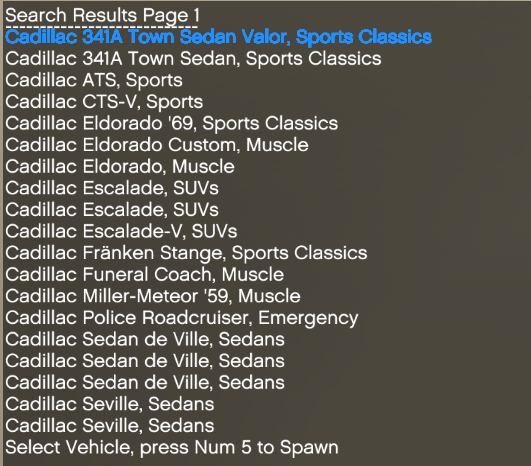 Search Results Page 1
Cadillac 341A Town Sedan Valor, Sports Classics
Cadillac 341A Town Sedan, Sports Classics
Cadillac ATS, Sports
Cadillac CTS-V, Sports
Cadillac Eldorado '69, Sports Classics
Cadillac Eldorado Custom, Muscle
Cadillac Eldorado, Muscle
Cadillac Escalade, SUVs
Cadillac Escalade, SUVs
Cadillac Escalade-V, SUVs
Cadillac Fränken Stange, Sports Classics
Cadillac Funeral Coach, Muscle
Cadillac Miller-Meteor '59, Muscle
Cadillac Police Roadcruiser, Emergency
Cadillac Sedan de Ville, Sedans
Cadillac Sedan de Ville, Sedans
Cadillac Sedan de Ville, Sedans
Cadillac Seville, Sedans
Cadillac Seville, Sedans
Select Vehicle, press Num 5 to Spawn